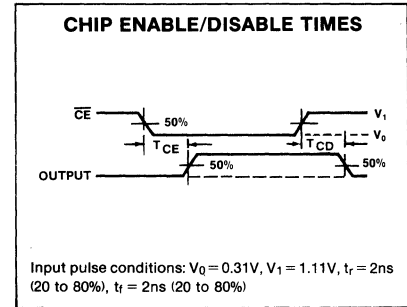 CHIP ENABLE/DISABLE TIMES
CE
50%
V1
V0
TCE
TCD
50%
50%
OUTPUT
Input pulse conditions: V0 = 0.31V, V1 = 1.11V, tr = 2ns
(20 to 80%), tf = 2ns (20 to 80%)